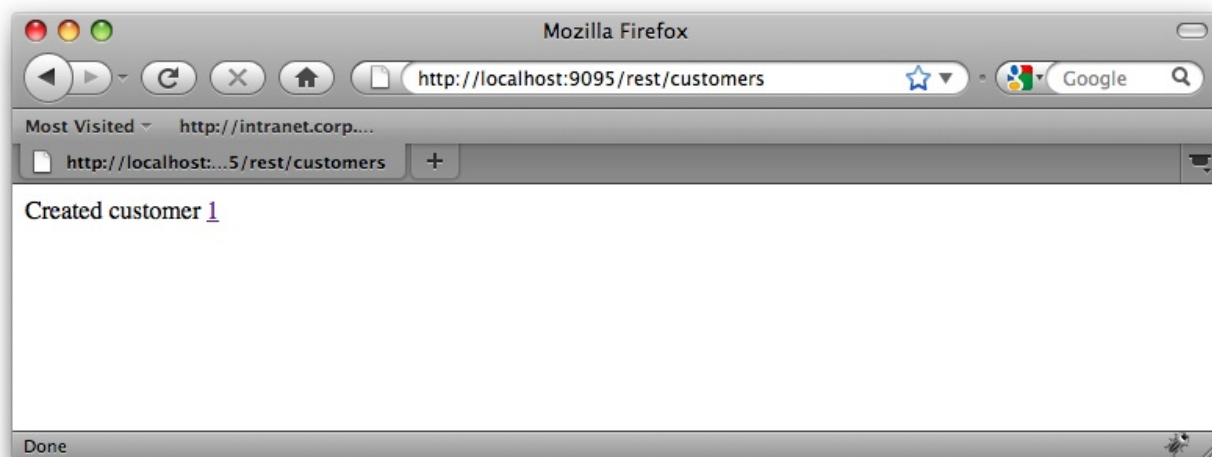 Mozilla Firefox
http://localhost:9095/rest/customers
Google
Most Visited
http://intranet.corp....
http://localhost:...5/rest/customers
+
Created customer 1
Done